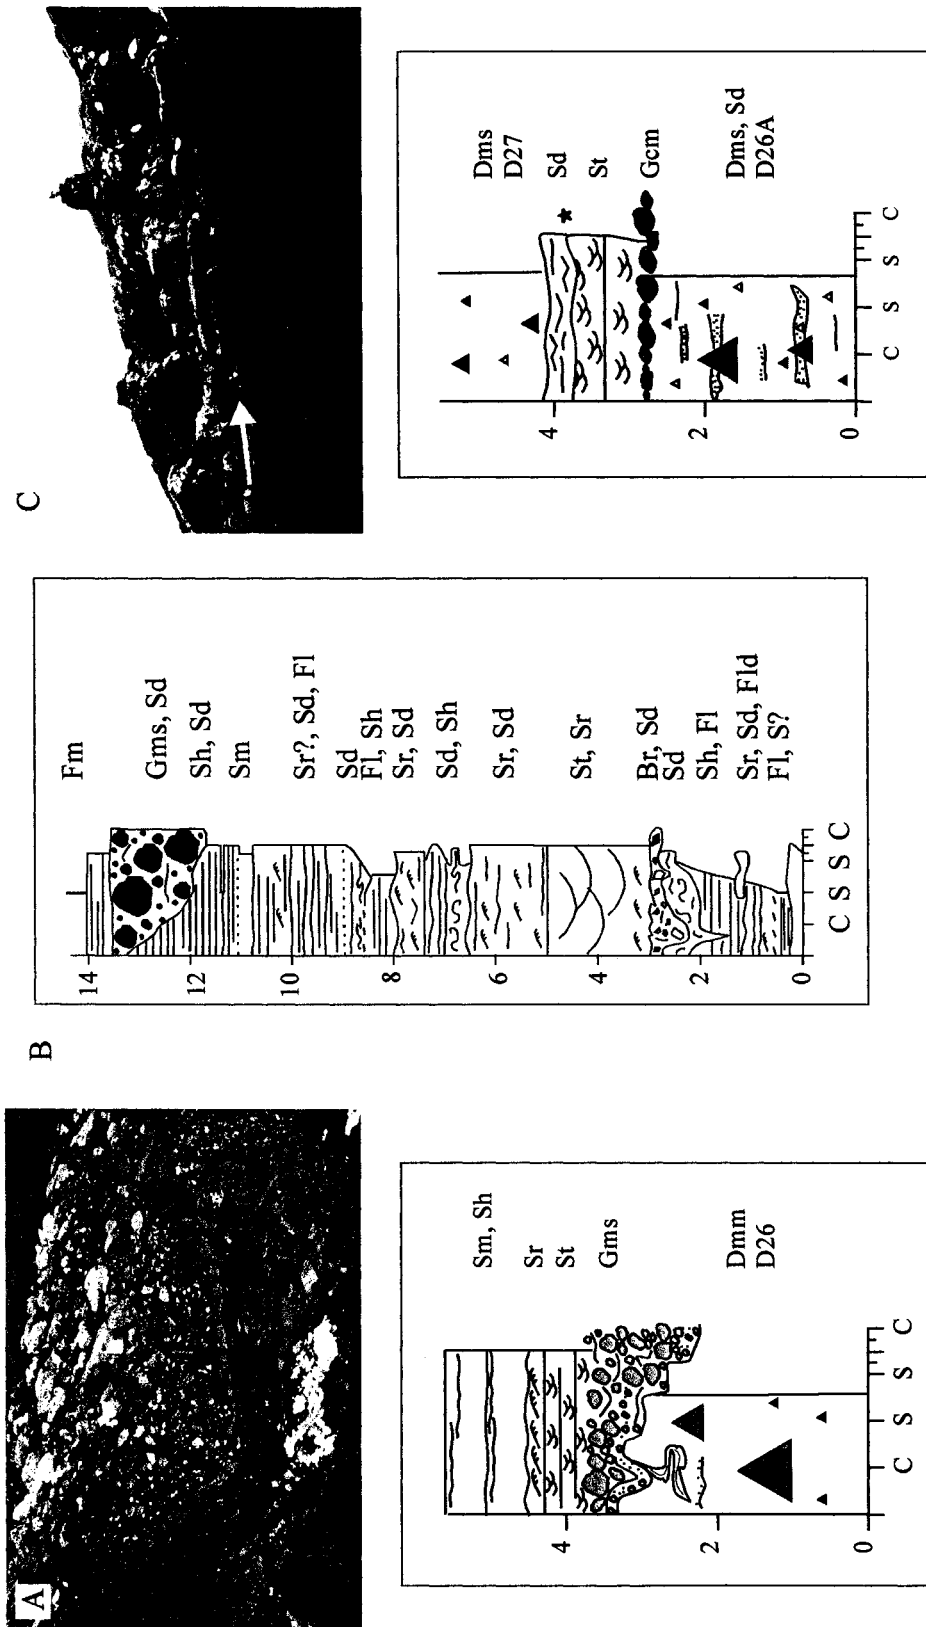 A
Sm, Sh
Sr
St
Gms
Dmm
D26
4
2
0
C S S C
B
Fm
Gms, Sd
Sh, Sd
Sm
Sr?, Sd, Fl
Sd
Fl, Sh
Sr, Sd
Sd, Sh
Sr, Sd
St, Sr
Br, Sd
Sd
Sh, Fl
Sr, Sd, Fld
Fl, S?
14
12
10
8
6
4
2
0
C S S C
C
Dms
D27
Sd
*
St
Gcm
Dms, Sd
D26A
4
2
0
C S S C